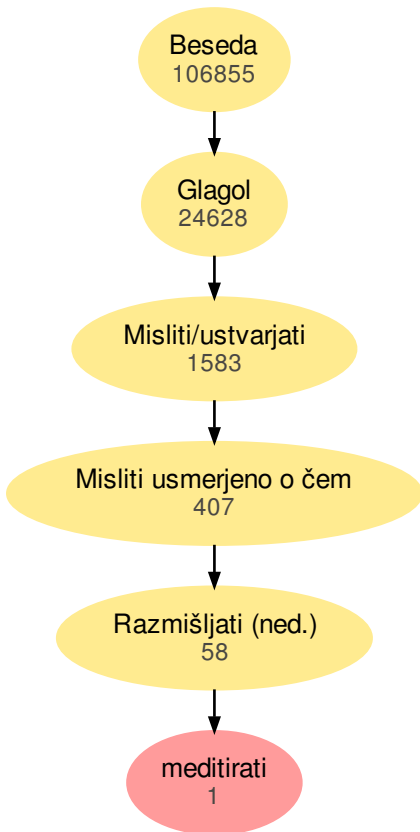 Beseda
106855
Glagol
24628
Misliti/ustvarjati
1583
Misliti usmerjeno o čem
407
Razmišljati (ned.)
58
meditirati
1